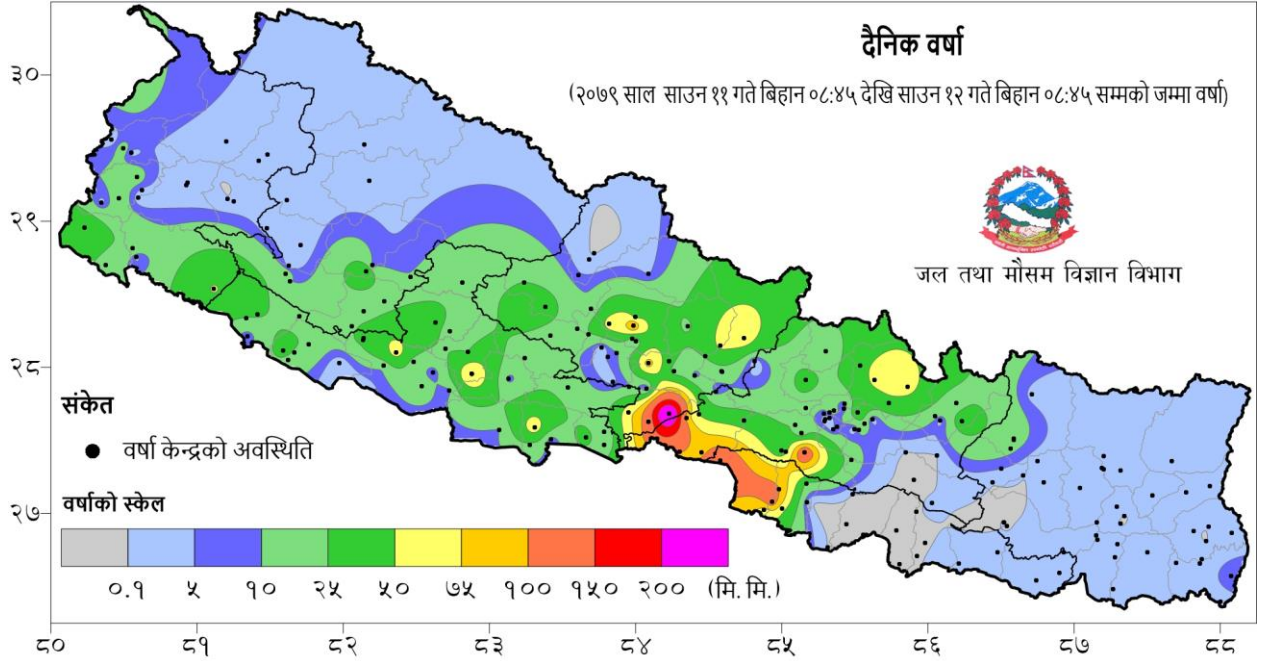 दैनिक वर्षा
(२०७९ साल साउन ११ गते बिहान ०८:४५ देखि साउन १२ गते बिहान ०८:४५ सम्मको जम्मा वर्षा)
जल तथा मौसम विज्ञान विभाग
३०
२९
२८
२७
संकेत
वर्षा केन्द्रको अवस्थिति
वर्षाको स्केल
०.१ ५ १० २५ ५० ७५ १०० १५० २०० (मि.मि.)
८० ८१ ८२ ८३ ८४ ८५ ८६ ८७ ८८